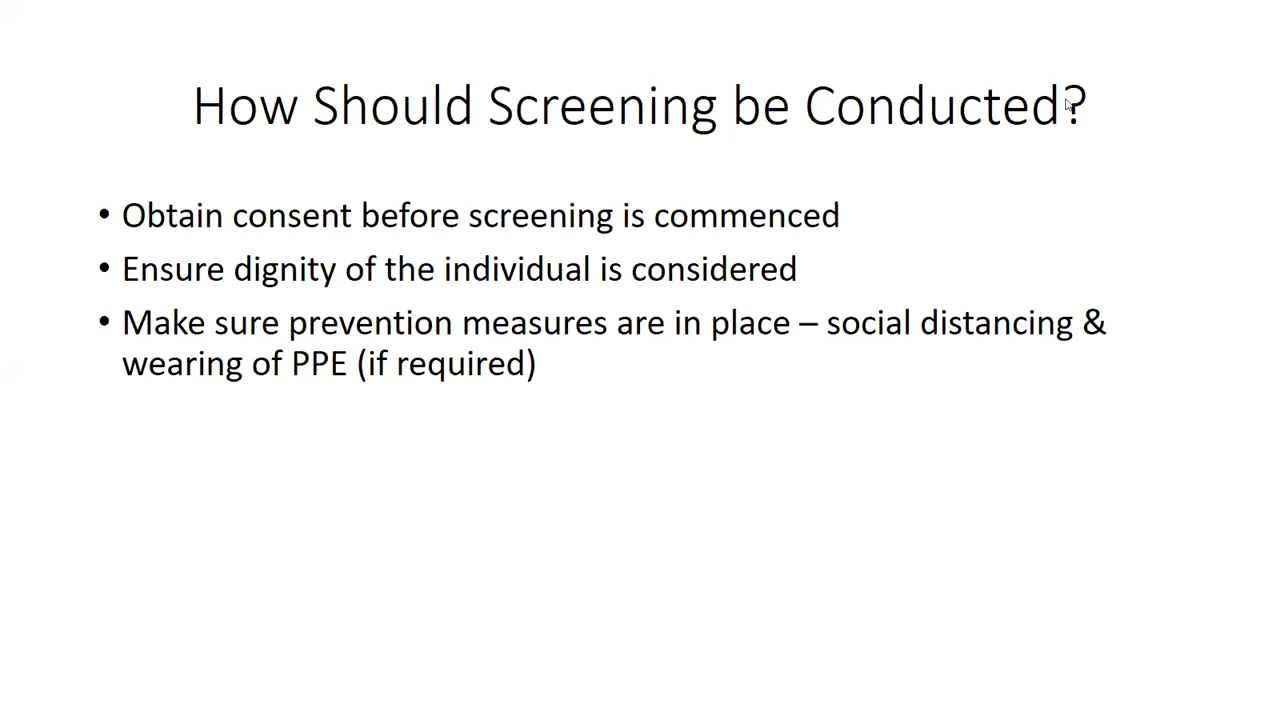 How Should Screening be Conducted?
• Obtain consent before screening is commenced
• Ensure dignity of the individual is considered
• Make sure prevention measures are in place – social distancing &
wearing of PPE (if required)